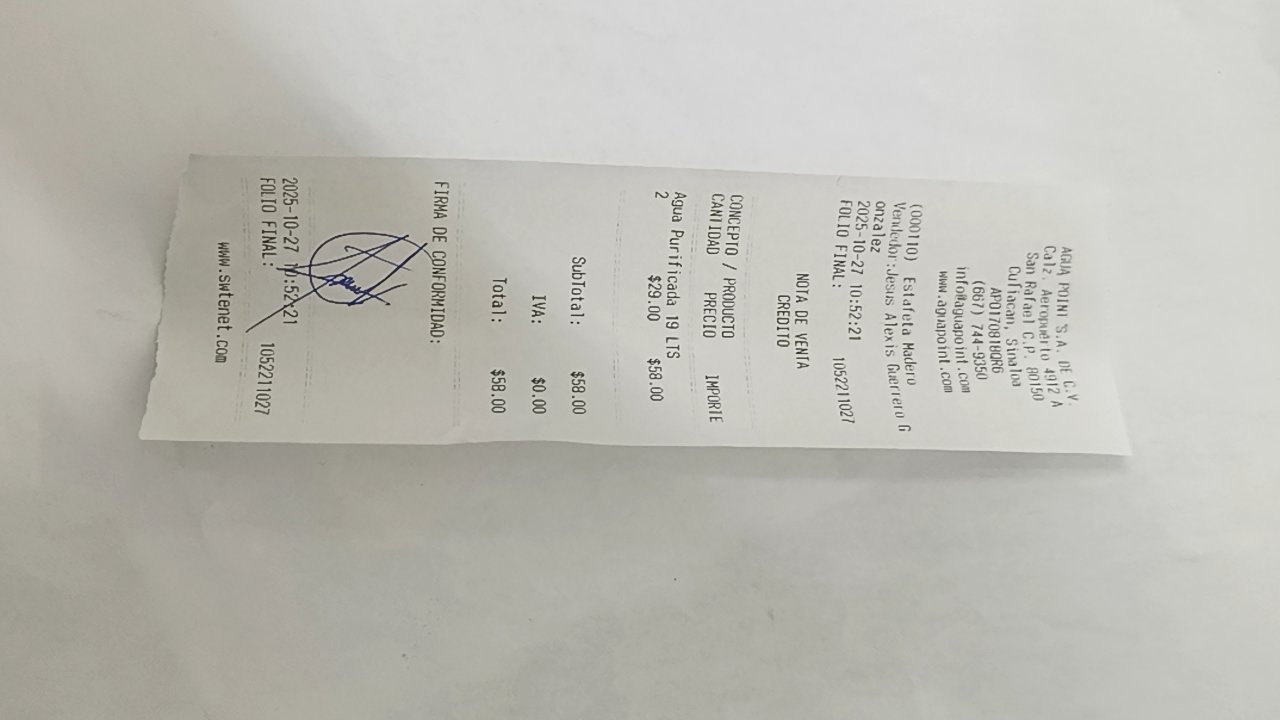 AGUA POINT S.A. DE C.V.
Calz. Aeropuerto 4912 A
San Rafael C.P. 80150
Culiacan, Sinaloa
APO170818QR6
(667) 744-9350
info@aguapoint.com
www.aguapoint.com
(000110) Estafeta Madero
Vendedor:Jesus Alexis Guerrero G
onzalez
2025-10-27 10:52:21
FOLIO FINAL: 1052211027
NOTA DE VENTA
CREDITO
CONCEPTO / PRODUCTO
CANTIDAD PRECIO IMPORTE
Agua Purificada 19 LTS
2 $29.00 $58.00
SubTotal: $58.00
IVA: $0.00
Total: $58.00
FIRMA DE CONFORMIDAD:
2025-10-27 10:52:21
FOLIO FINAL: 1052211027
www.swtenet.com